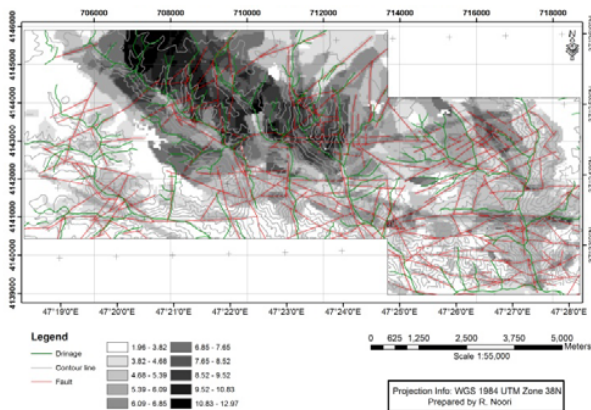 706000 708000 710000 712000 714000 716000 718000
4146000
4145000
4144000
4143000
4142000
4141000
4140000
4139000
47°19'0"E 47°20'0"E 47°21'0"E 47°22'0"E 47°23'0"E 47°24'0"E 47°25'0"E 47°26'0"E 47°27'0"E 47°28'0"E
Legend
Drinage
Contour line
Fault
1.96 - 3.82
3.82 - 4.68
4.68 - 5.39
5.39 - 6.09
6.09 - 6.85
6.85 - 7.65
7.65 - 8.52
8.52 - 9.52
9.52 - 10.83
10.83 - 12.97
0 625 1,250 2,500 3,750 5,000
Meters
Scale 1:55,000
Projection Info: WGS 1984 UTM Zone 38N
Prepared by R. Noori